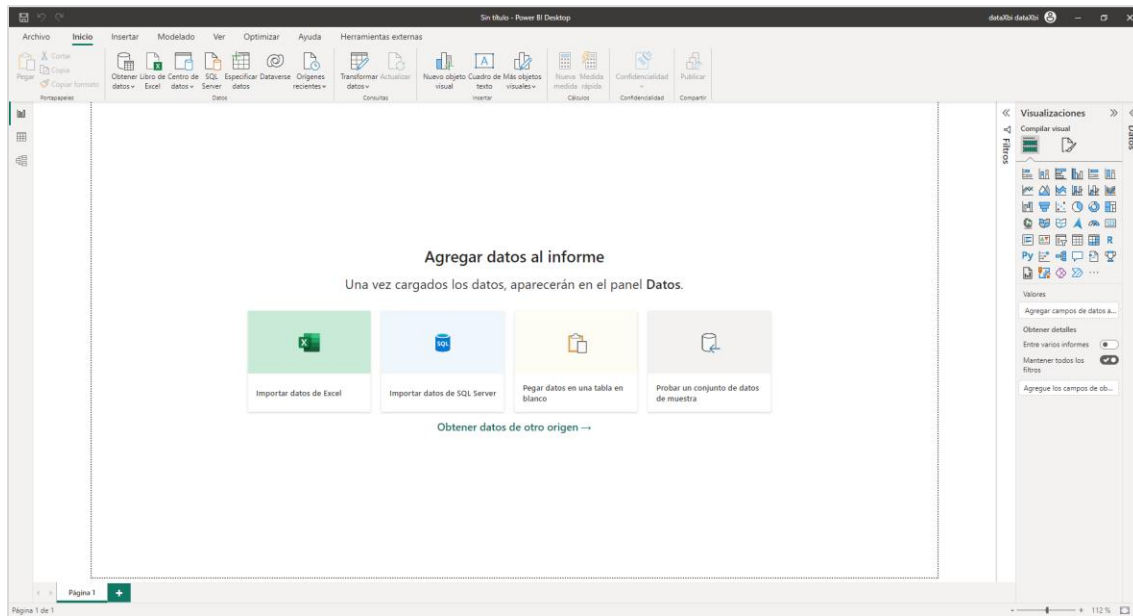 Sin título - Power BI Desktop
dataXbi dataXbi
Archivo Inicio Insertar Modelado Ver Optimizar Ayuda Herramientas externas
Pegar
Cortar
Copiar
Copiar formato
Portapapeles
Obtener datos
Libro de Excel
Centro de datos
SQL Server
Especificar datos
Dataverse
Orígenes recientes
Datos
Transformar datos
Actualizar
Consultas
Nuevo objeto visual
Cuadro de texto
Más objetos visuales
Insertar
Nueva medida
Medida rápida
Cálculos
Confidencialidad
Confidencialidad
Publicar
Compartir
Filtros
Visualizaciones
Datos
Compilar visual
R
Py
Valores
Agregar campos de datos a...
Obtener detalles
Entre varios informes
Mantener todos los
filtros
Agregue los campos de ob...
Agregar datos al informe
Una vez cargados los datos, aparecerán en el panel Datos.
SQL
Importar datos de Excel
Importar datos de SQL Server
Pegar datos en una tabla en
blanco
Probar un conjunto de datos
de muestra
Obtener datos de otro origen →
Página 1
Página 1 de 1
112 %